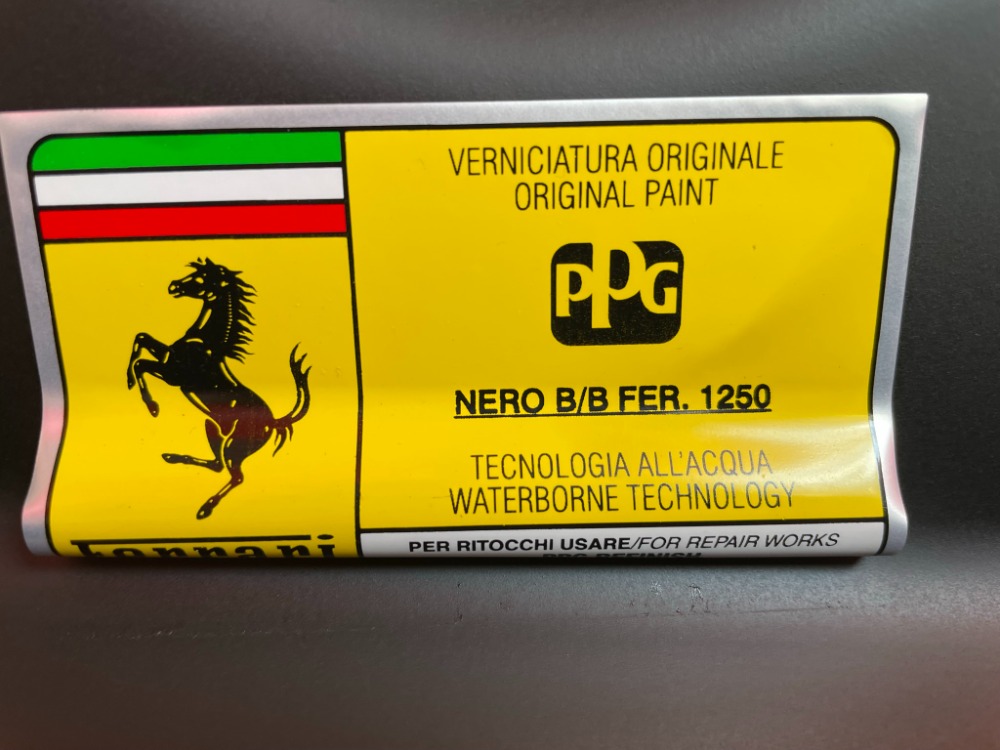 VERNICIATURA ORIGINALE
ORIGINAL PAINT
PPG
NERO B/B FER. 1250
TECNOLOGIA ALL'ACQUA
WATERBORNE TECHNOLOGY
PER RITOCCHI USARE/FOR REPAIR WORKS